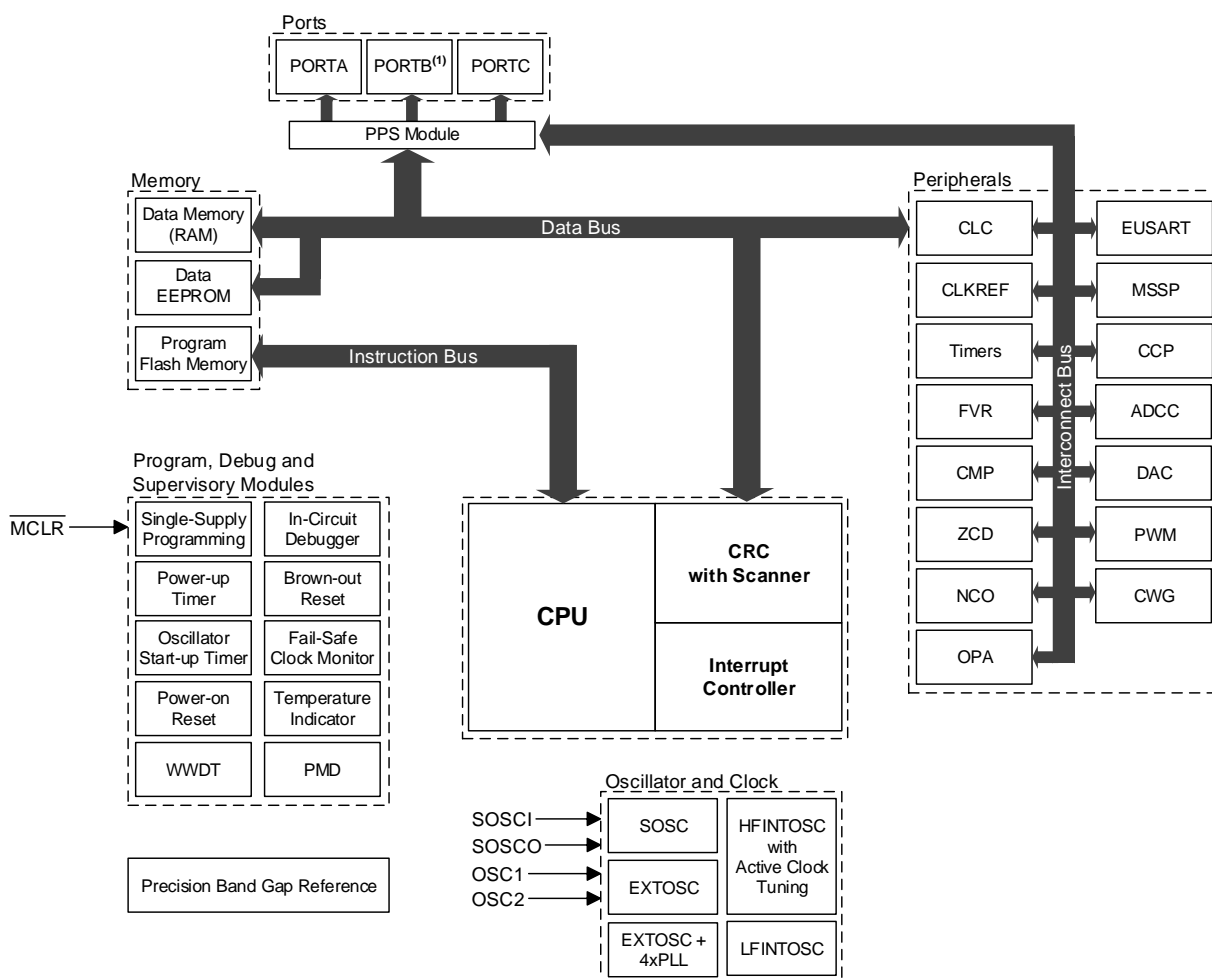 Ports
PORTA
PORTB(1)
PORTC
PPS Module
Memory
Data Memory
(RAM)
Data
EEPROM
Program
Flash Memory
Data Bus
Instruction Bus
Peripherals
CLC
EUSART
CLKREF
MSSP
Timers
CCP
FVR
ADCC
CMP
DAC
ZCD
PWM
NCO
CWG
OPA
Interconnect Bus
Program, Debug and
Supervisory Modules
MCLR
Single-Supply
Programming
In-Circuit
Debugger
Power-up
Timer
Brown-out
Reset
Oscillator
Start-up Timer
Fail-Safe
Clock Monitor
Power-on
Reset
Temperature
Indicator
WWDT
PMD
CPU
CRC
with Scanner
Interrupt
Controller
Precision Band Gap Reference
Oscillator and Clock
SOSCI
SOSCO
OSC1
OSC2
SOSC
HFINTOSC
with
Active Clock
Tuning
EXTOSC
EXTOSC +
4xPLL
LFINTOSC